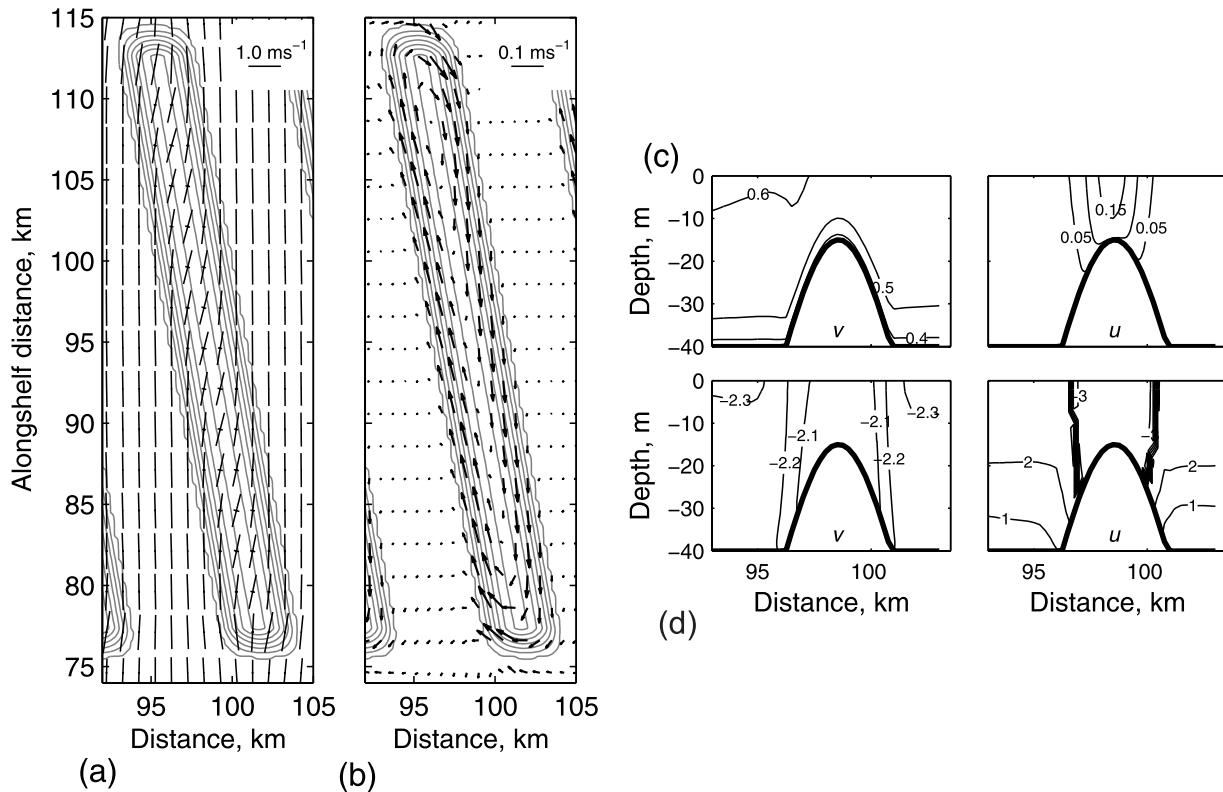 115
110
105
100
95
90
85
80
75
Alongshelf distance, km
1.0 ms−1
95 100 105
Distance, km
(a)
0.1 ms−1
95 100 105
Distance, km
(b)
(c)
0
−10
−20
−30
−40
Depth, m
0.6
0.5
0.4
v
0.15
0.05
0.05
u
0
−10
−20
−30
−40
Depth, m
−2.3
−2.3
−2.1
−2.1
−2.2
−2.2
v
−3
2
2
1
1
u
95 100
95 100
Distance, km
Distance, km
(d)